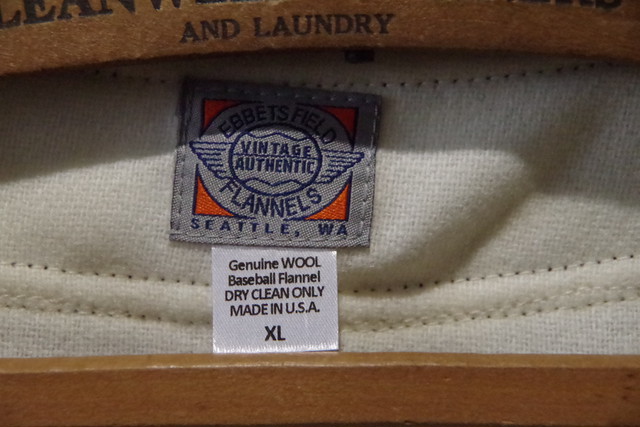 AND LAUNDRY
EBBETS FIELD
VINTAGE
AUTHENTIC
FLANNELS
SEATTLE, WA
Genuine WOOL
Baseball Flannel
DRY CLEAN ONLY
MADE IN U.S.A.
XL